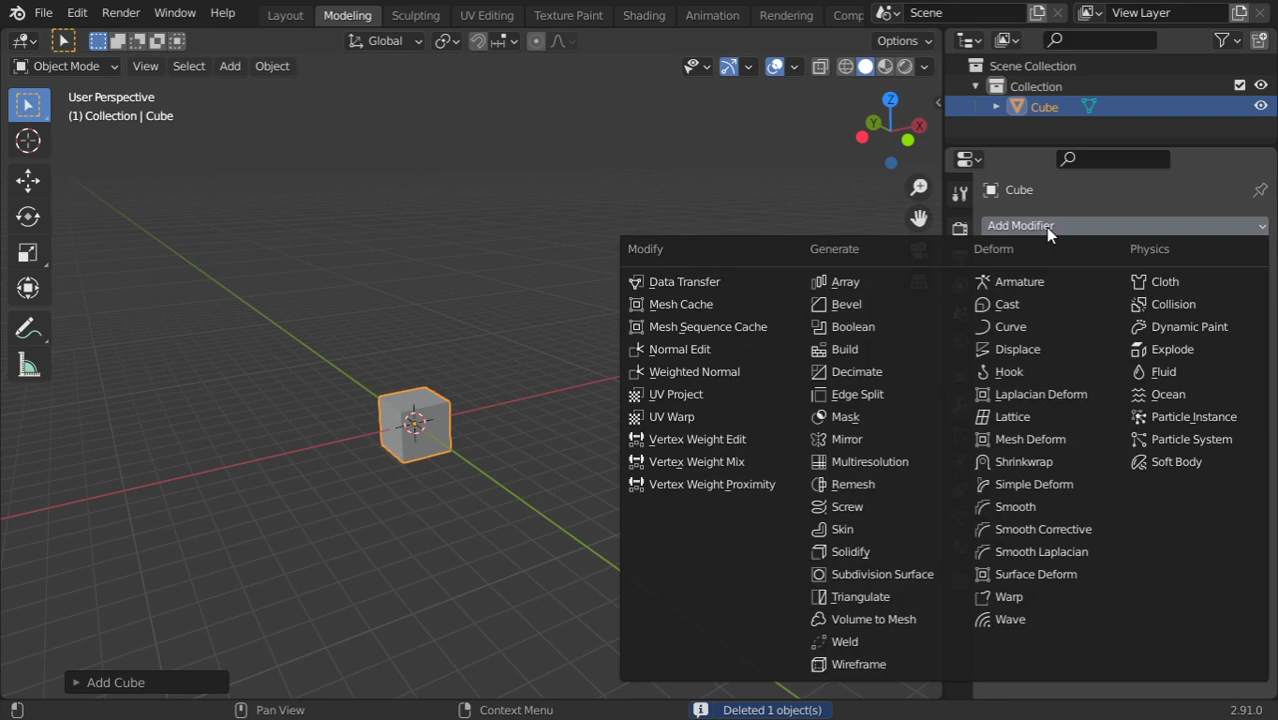 File Edit Render Window Help Layout Modeling Sculpting UV Editing Texture Paint Shading Animation Rendering Comp Scene View Layer
Global Options
Object Mode View Select Add Object
Scene Collection
Collection
Cube
User Perspective
(1) Collection | Cube
Z
Y
X
Cube
Add Modifier
Modify Generate Deform Physics
Data Transfer Array Armature Cloth
Mesh Cache Bevel Cast Collision
Mesh Sequence Cache Boolean Curve Dynamic Paint
Normal Edit Build Displace Explode
Weighted Normal Decimate Hook Fluid
UV Project Edge Split Laplacian Deform Ocean
UV Warp Mask Lattice Particle Instance
Vertex Weight Edit Mirror Mesh Deform Particle System
Vertex Weight Mix Multiresolution Shrinkwrap Soft Body
Vertex Weight Proximity Remesh Simple Deform
Screw Smooth
Skin Smooth Corrective
Solidify Smooth Laplacian
Subdivision Surface Surface Deform
Triangulate Warp
Volume to Mesh Wave
Weld
Wireframe
Add Cube
Pan View Context Menu Deleted 1 object(s) 2.91.0